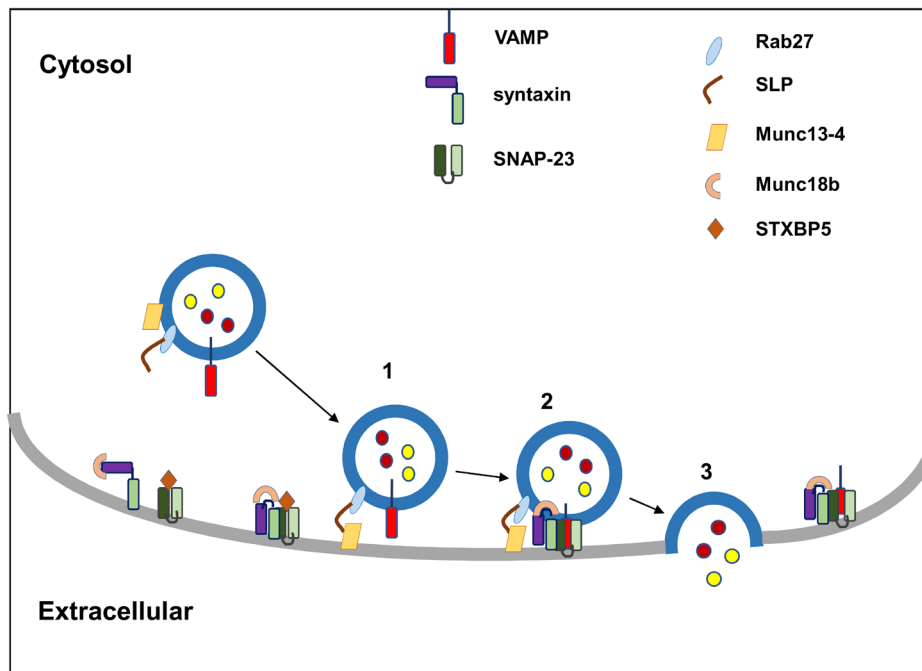 Cytosol
VAMP
syntaxin
SNAP-23
Rab27
SLP
Munc13-4
Munc18b
STXBP5
1
2
3
Extracellular